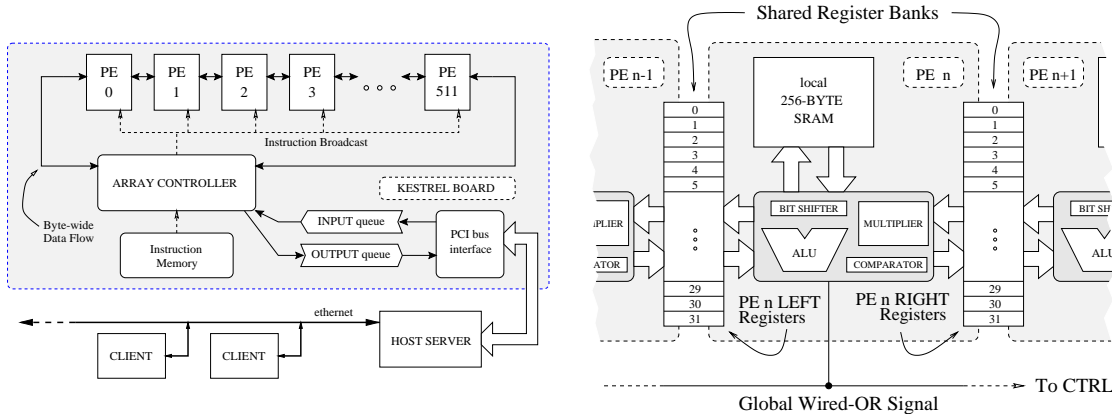 PE 0
PE 1
PE 2
PE 3
PE 511
Instruction Broadcast
ARRAY CONTROLLER
KESTREL BOARD
Byte-wide
Data Flow
Instruction
Memory
INPUT queue
OUTPUT queue
PCI bus
interface
ethernet
CLIENT
CLIENT
HOST SERVER
Shared Register Banks
PE n-1
PE n
PE n+1
local
256-BYTE
SRAM
0
1
2
3
4
5
29
30
31
0
1
2
3
4
5
29
30
31
PLIER
ATOR
BIT SHIFTER
MULTIPLIER
ALU
COMPARATOR
BIT SH
ALU
PE n LEFT
Registers
PE n RIGHT
Registers
To CTRL
Global Wired-OR Signal